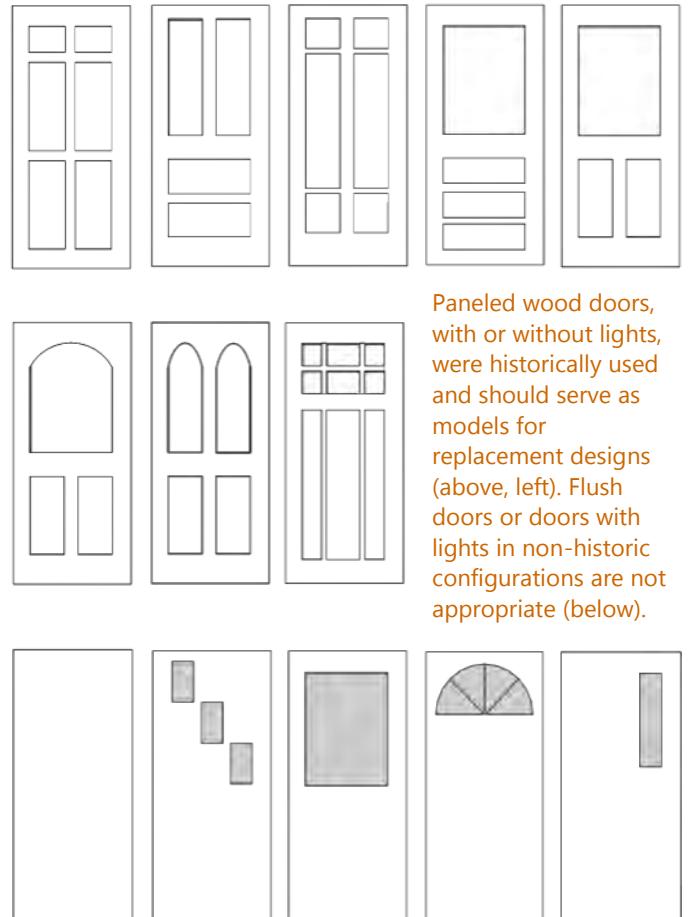 Paneled wood doors,
with or without lights,
were historically used
and should serve as
models for
replacement designs
(above, left). Flush
doors or doors with
lights in non-historic
configurations are not
appropriate (below).